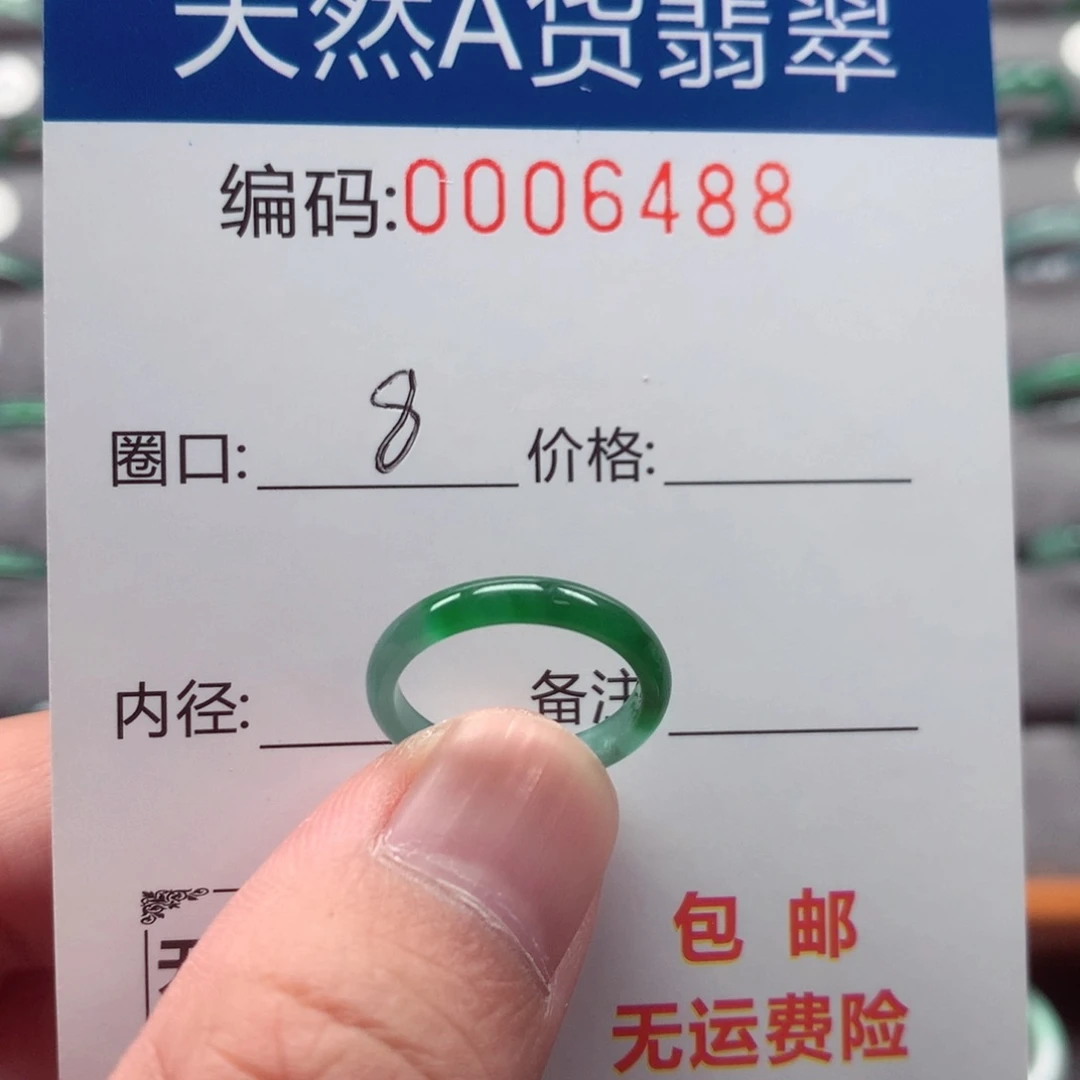 天然A货翡翠
编码:0006488
圈口: 8 价格:
内径: 备注
包 邮
无运费险